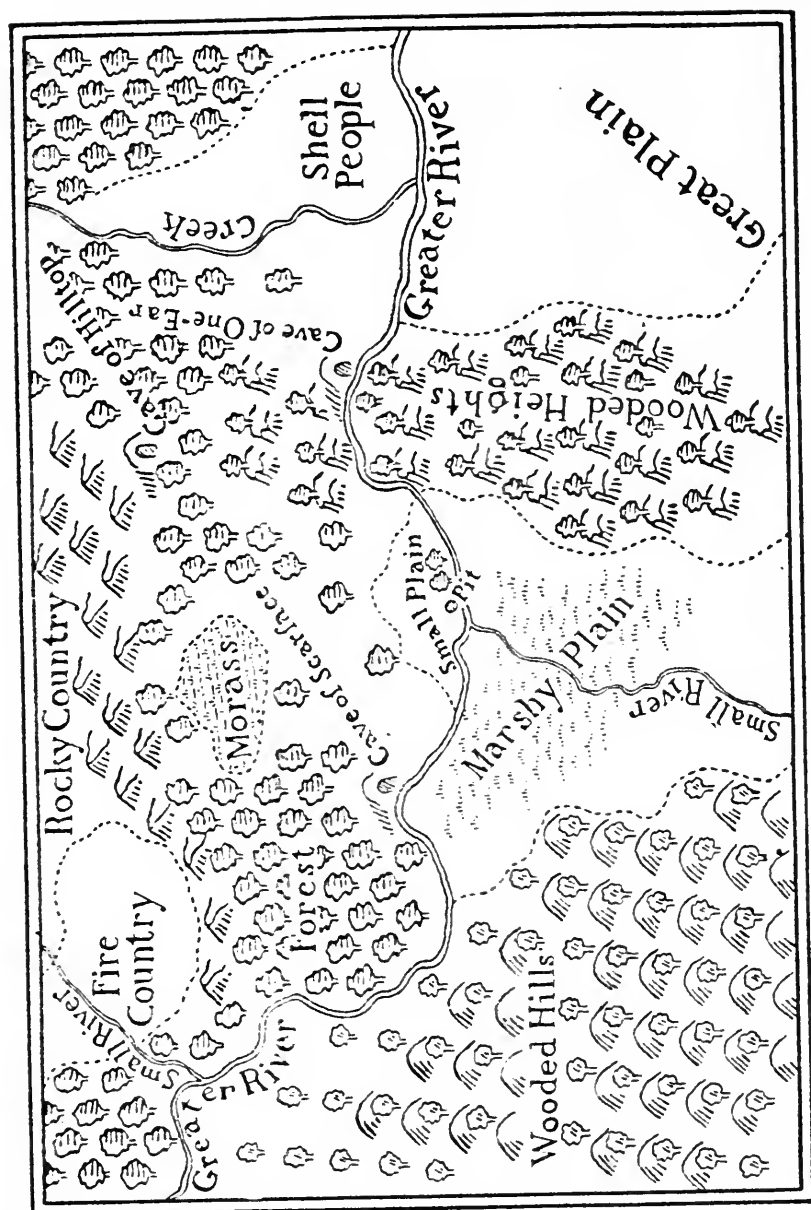 Shell
People
Greater River
Great Plain
Creek
Cave of Hilltop
Cave of One-Ear
Wooded Heights
Small Plain
Pit
Rocky Country
Morass
Cave of Scarface
Marshy Plain
Small River
Fire
Country
Forest
Small River
Greater River
Wooded Hills